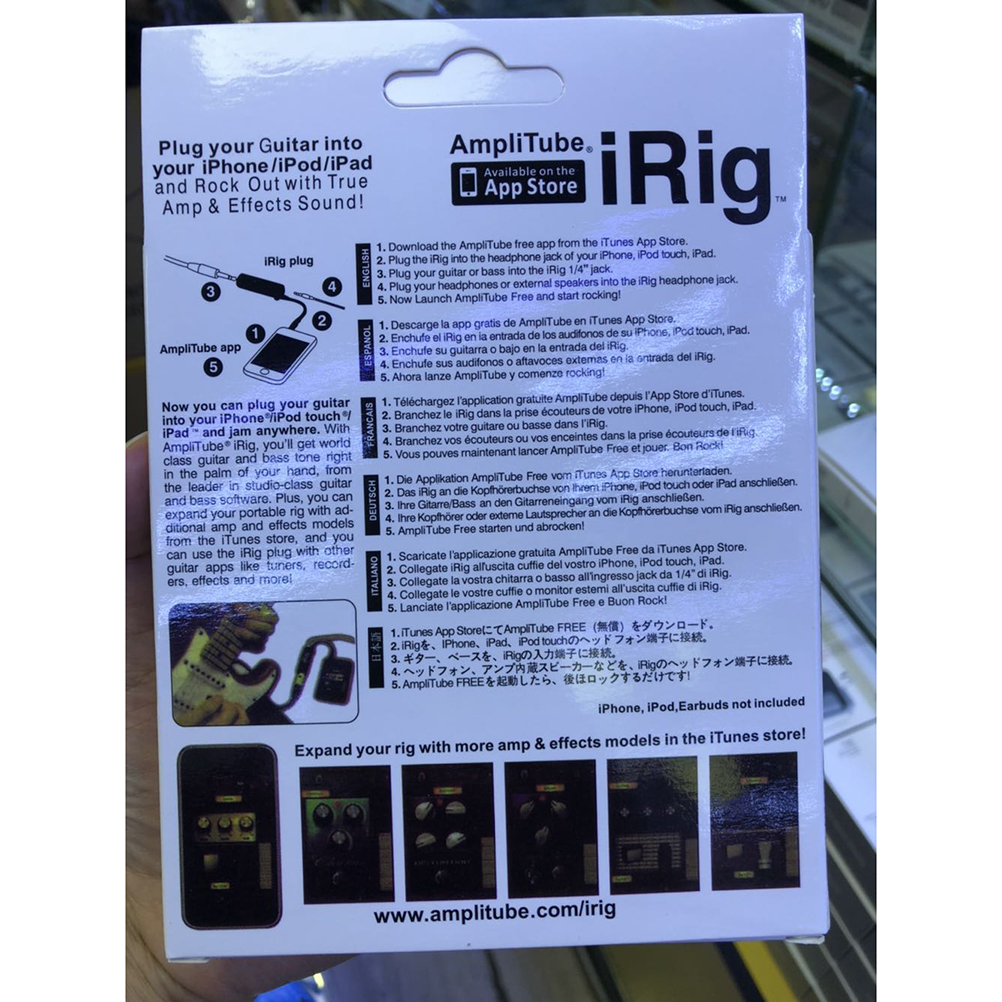 Plug your Guitar into
your iPhone/iPod/iPad
and Rock Out with True
Amp & Effects Sound!
AmpliTube®
Available on the
App Store
iRig™
iRig plug
3
4
2
1
AmpliTube app
5
Now you can plug your guitar
into your iPhone®/iPod touch®/
iPad™ and jam anywhere. With
AmpliTube® iRig, you'll get world
class guitar and bass tone right
in the palm of your hand, from
the leader in studio-class guitar
and bass software. Plus, you can
expand your portable rig with ad-
ditional amp and effects models
from the iTunes store, and you
can use the iRig plug with other
guitar apps like tuners, record-
ers, effects and more!
ENGLISH
1. Download the AmpliTube free app from the iTunes App Store.
2. Plug the iRig into the headphone jack of your iPhone, iPod touch, iPad.
3. Plug your guitar or bass into the iRig 1/4" jack.
4. Plug your headphones or external speakers into the iRig headphone jack.
5. Now Launch AmpliTube Free and start rocking!
ESPANOL
1. Descarge la app gratis de AmpliTube en iTunes App Store.
2. Enchufe el iRig en ia entrada de los audifonos de su iPhone, iPod touch, iPad.
3. Enchufe su guitarra o bajo en la entrada del iRig.
4. Enchufe sus audifonos o aftavoces externas en ia entrada del iRig.
5. Ahora lanze AmpliTube y comenze rocking!
FRANCAIS
1. Téléchargez l'application gratuite AmpliTube depuis l'App Store d'iTunes.
2. Branchez le iRig dans la prise écouteurs de votre iPhone, iPod touch, iPad.
3. Branchez votre guitare ou basse dans l'iRig.
4. Branchez vos écouteurs ou vos enceintes dans la prise écouteurs de l'iRig.
5. Vous pouvez maintenant lancer AmpliTube Free et jouer. Bon Rock!
DEUTSCH
1. Die Applikation AmpliTube Free vom iTunes App Store herunterladen.
2. Das iRig an die Kopfhörerbuchse von Ihrem iPhone, iPod touch oder iPad anschließen.
3. Ihre Gitarre/Bass an den Gitarreneingang vom iRig anschließen.
4. Ihre Kopfhörer oder exteme Lautsprecher an die Kopfhörerbuchse vom iRig anschließen.
5. AmpliTube Free starten und abrocken!
ITALIANO
1. Scaricate l'applicazione gratuita AmpliTube Free da iTunes App Store.
2. Collegate iRig all'uscita cuffie del vostro iPhone, iPod touch, iPad.
3. Collegate la vostra chitarra o basso all'ingresso jack da 1/4" di iRig.
4. Collegate le vostre cuffie o monitor estemi all'uscita cuffie di iRig.
5. Lanciate l'applicazione AmpliTube Free e Buon Rock!
日本語
1. iTunes App StoreにてAmpliTube FREE（無償）をダウンロード。
2. iRigを、IPhone、iPad、iPod touchのヘッドフォン端子に接続。
3. ギター、ベースを、iRigの入力端子に接続。
4. ヘッドフォン、アンプ内蔵スピーカーなどを、iRigのヘッドフォン端子に接続。
5. AmpliTube FREEを起動したら、後ほロックするだけです!
iPhone, iPod,Earbuds not included
Expand your rig with more amp & effects models in the iTunes store!
www.amplitube.com/irig